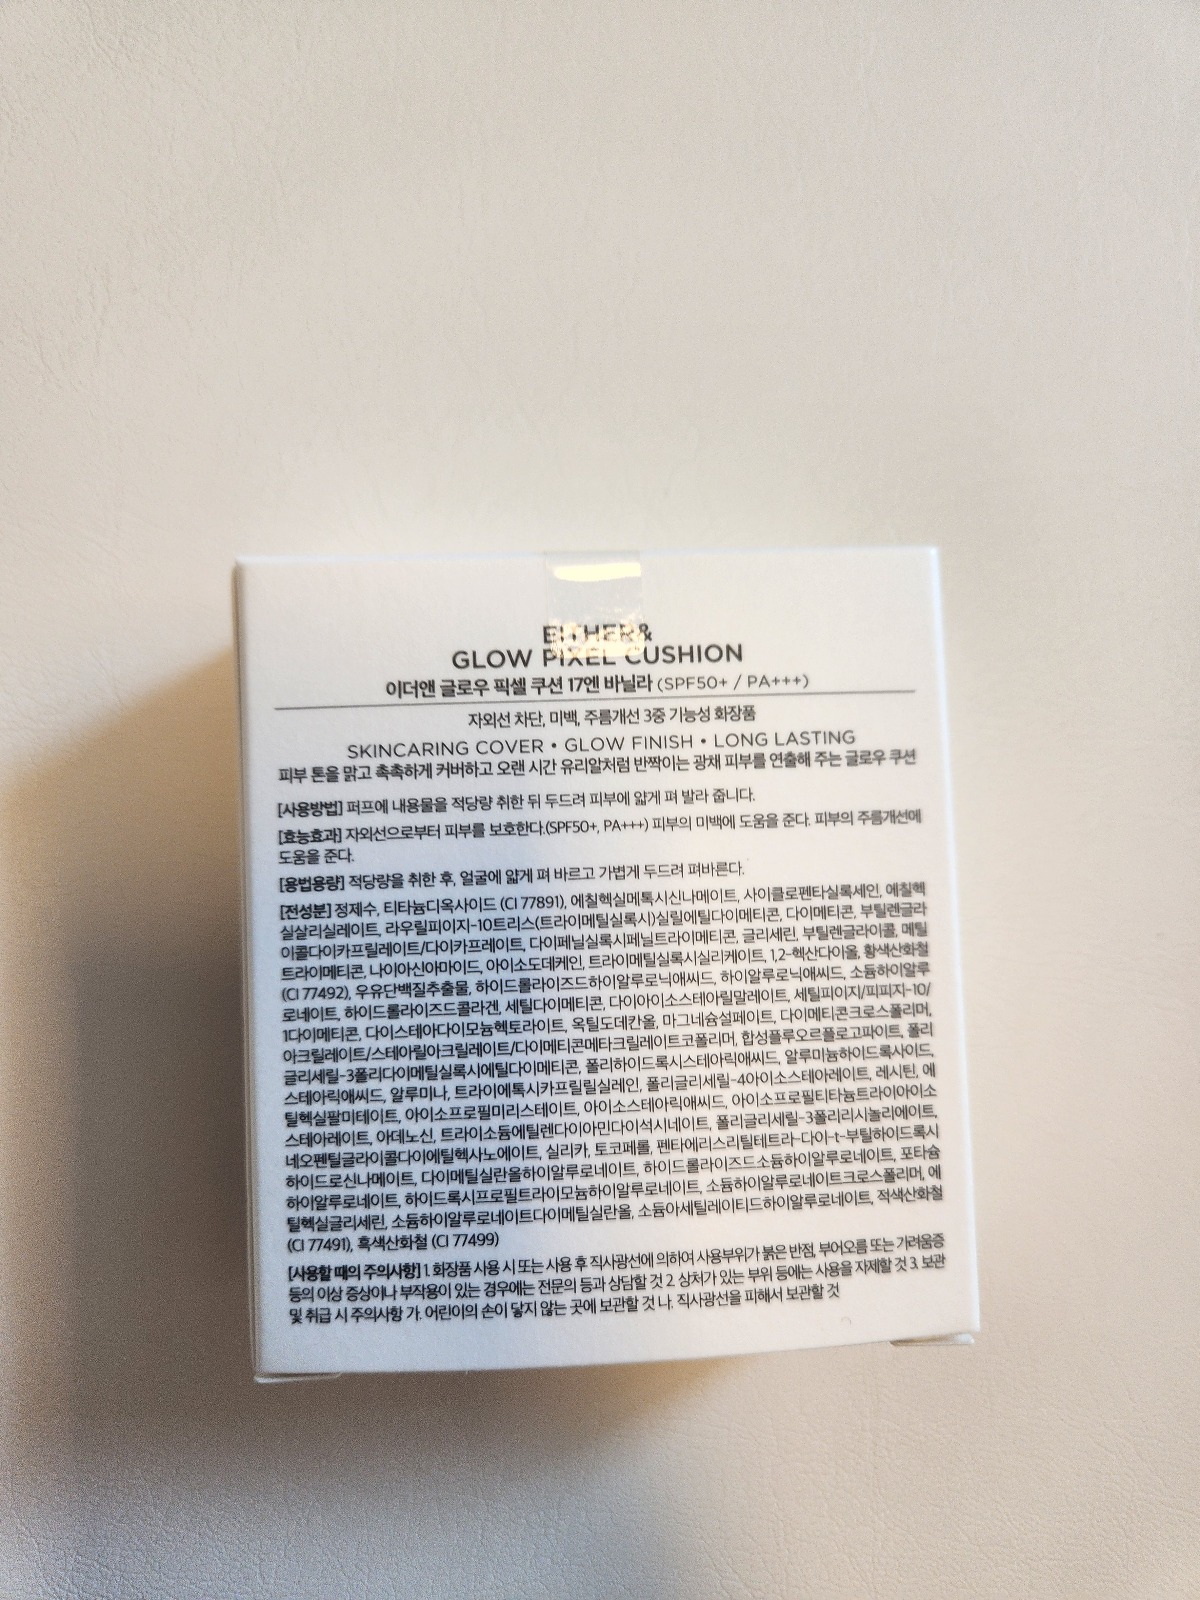 EITHER&
GLOW PIXEL CUSHION
이더앤 글로우 픽셀 쿠션 17엔 바닐라 (SPF50+ / PA+++)
자외선 차단, 미백, 주름개선 3중 기능성 화장품
SKINCARING COVER • GLOW FINISH • LONG LASTING
피부 톤을 맑고 촉촉하게 커버하고 오랜 시간 유리알처럼 반짝이는 광채 피부를 연출해 주는 글로우 쿠션
[사용방법] 퍼프에 내용물을 적당량 취한 뒤 두드려 피부에 얇게 펴 발라 줍니다.
[효능효과] 자외선으로부터 피부를 보호한다.(SPF50+, PA+++) 피부의 미백에 도움을 준다. 피부의 주름개선에
도움을 준다.
[용법용량] 적당량을 취한 후, 얼굴에 얇게 펴 바르고 가볍게 두드려 펴바른다.
[전성분] 정제수, 티타늄디옥사이드 (CI 77891), 에칠헥실메톡시신나메이트, 사이클로펜타실록세인, 에칠헥
실살리실레이트, 라우릴피이지-10트리스(트라이메틸실록시)실릴에틸다이메티콘, 다이메티콘, 부틸렌글라
이콜다이카프릴레이트/다이카프레이트, 다이페닐실록시페닐트라이메티콘, 글리세린, 부틸렌글라이콜, 메틸
트라이메티콘, 나이아신아마이드, 아이소도데케인, 트라이메틸실록시실리케이트, 1,2-헥산다이올, 황색산화철
(CI 77492), 우유단백질추출물, 하이드롤라이즈드하이알루로닉애씨드, 하이알루로닉애씨드, 소듐하이알루
로네이트, 하이드롤라이즈드콜라겐, 세틸다이메티콘, 다이아이소스테아릴말레이트, 세틸피이지/피피지-10/
1다이메티콘, 다이스테아다이모늄헥토라이트, 옥틸도데칸올, 마그네슘설페이트, 다이메티콘크로스폴리머,
아크릴레이트/스테아릴아크릴레이트/다이메티콘메타크릴레이트코폴리머, 합성플루오르플로고파이트, 폴리
글리세릴-3폴리다이메틸실록시에틸다이메티콘, 폴리하이드록시스테아릭애씨드, 알루미늄하이드록사이드,
스테아릭애씨드, 알루미나, 트라이에톡시카프릴릴실레인, 폴리글리세릴-4아이소스테아레이트, 레시틴, 에
틸헥실팔미테이트, 아이소프로필미리스테이트, 아이소스테아릭애씨드, 아이소프로필티타늄트라이아이소
스테아레이트, 아데노신, 트라이소듐에틸렌다이아민다이석시네이트, 폴리글리세릴-3폴리리시놀리에이트,
네오펜틸글라이콜다이에틸헥사노에이트, 실리카, 토코페롤, 펜타에리스리틸테트라-다이-t-부틸하이드록시
하이드로신나메이트, 다이메틸실란올하이알루로네이트, 하이드롤라이즈드소듐하이알루로네이트, 포타슘
하이알루로네이트, 하이드록시프로필트라이모늄하이알루로네이트, 소듐하이알루로네이트크로스폴리머, 에
틸헥실글리세린, 소듐하이알루로네이트다이메틸실란올, 소듐아세틸레이티드하이알루로네이트, 적색산화철
(CI 77491), 흑색산화철 (CI 77499)
[사용할 때의 주의사항] 1. 화장품 사용 시 또는 사용 후 직사광선에 의하여 사용부위가 붉은 반점, 부어오름 또는 가려움증
등의 이상 증상이나 부작용이 있는 경우에는 전문의 등과 상담할 것 2. 상처가 있는 부위 등에는 사용을 자제할 것 3. 보관
및 취급 시 주의사항 가. 어린이의 손이 닿지 않는 곳에 보관할 것 나. 직사광선을 피해서 보관할 것